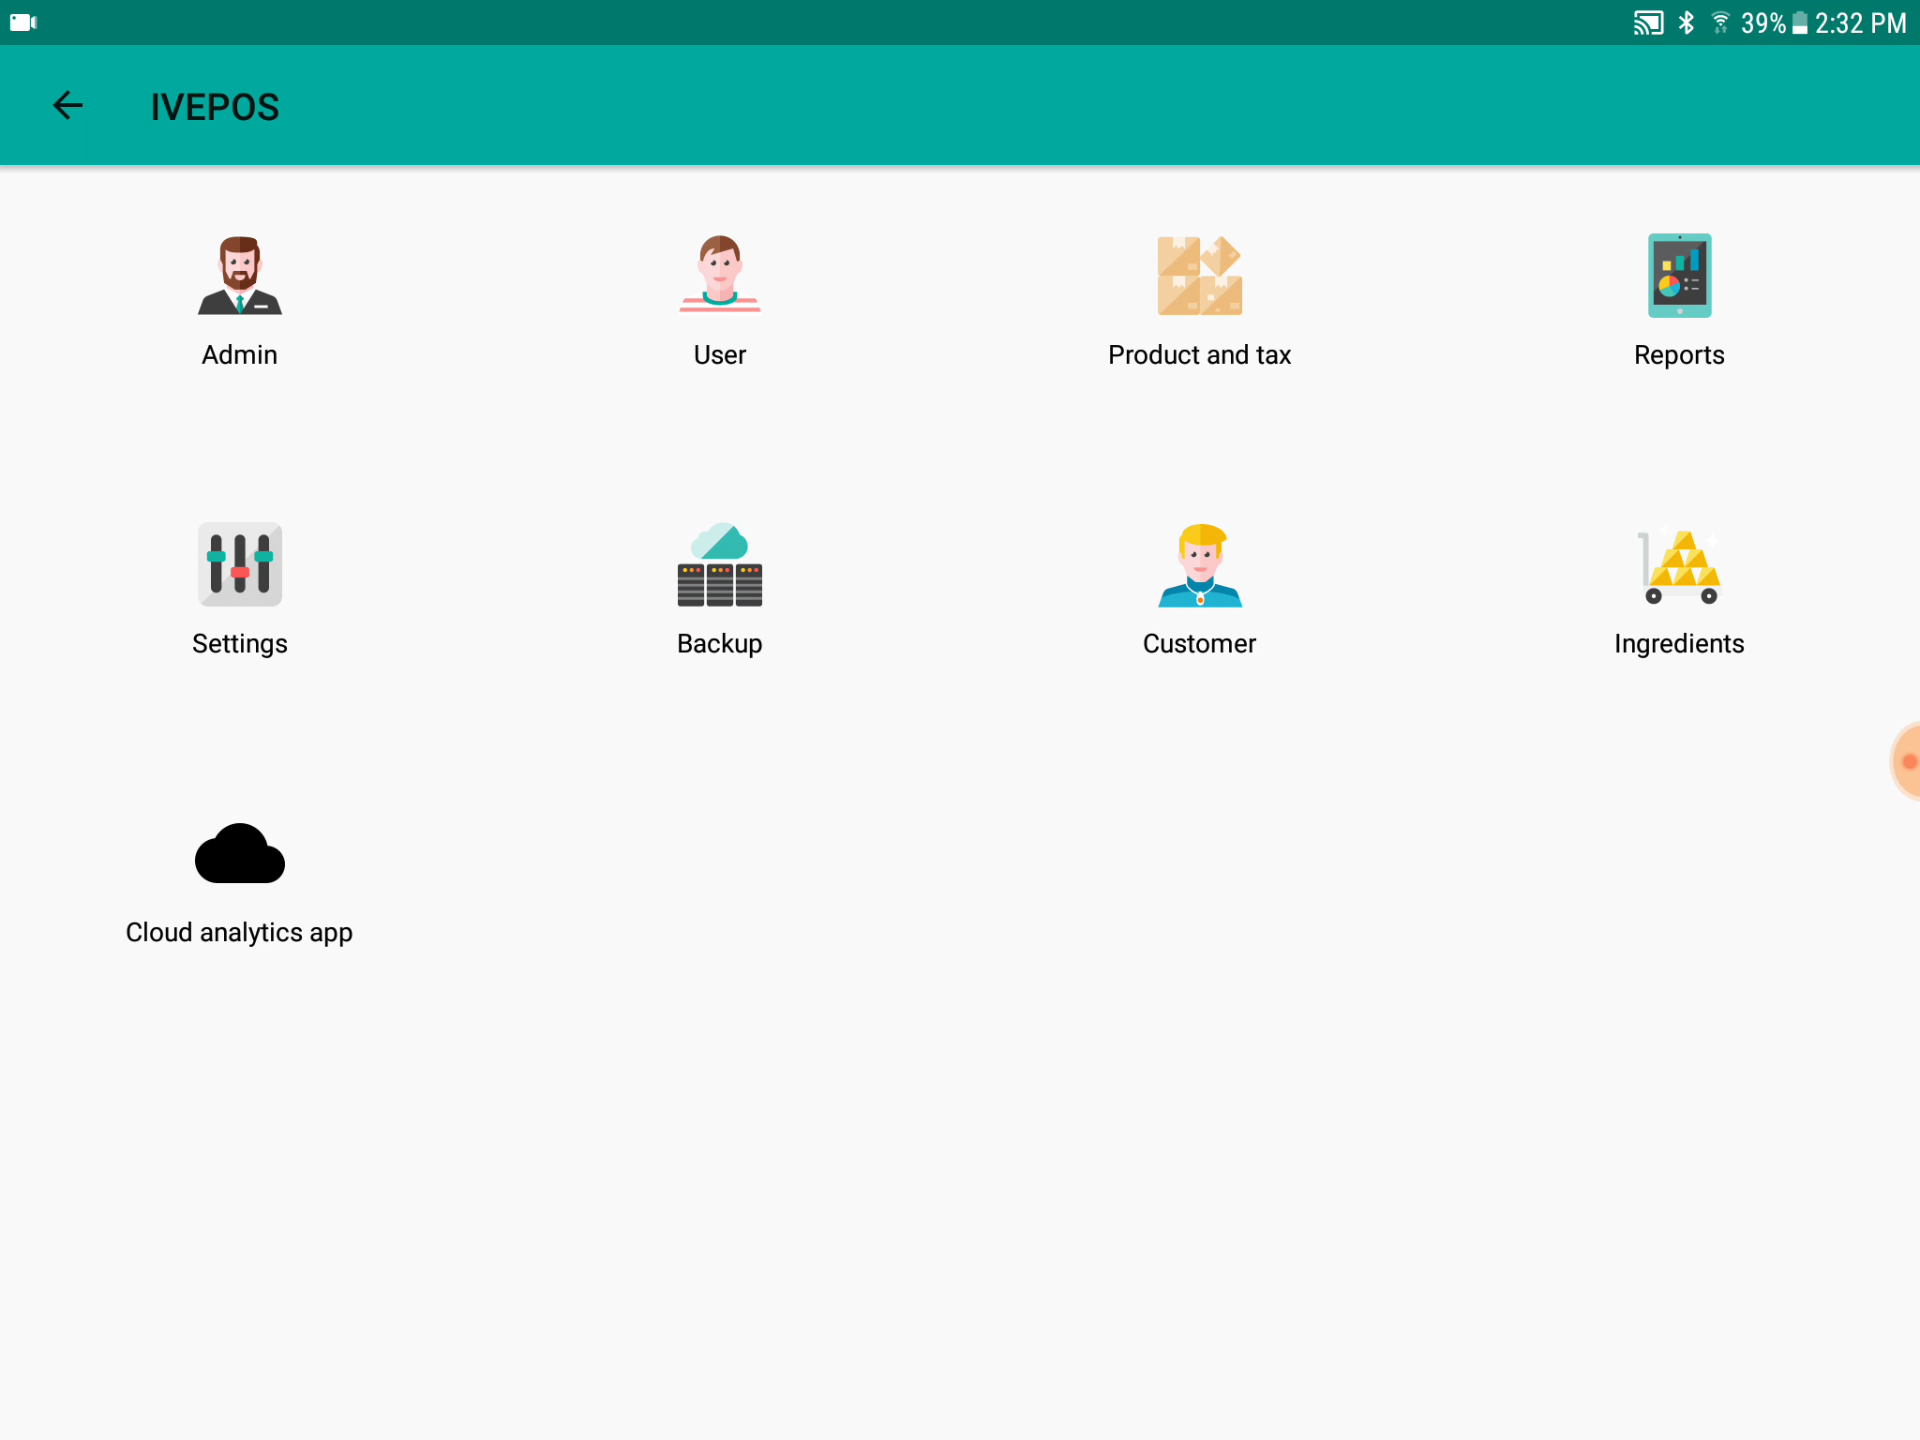 39% 2:32 PM
IVEPOS
Admin
User
Product and tax
Reports
Settings
Backup
Customer
Ingredients
Cloud analytics app